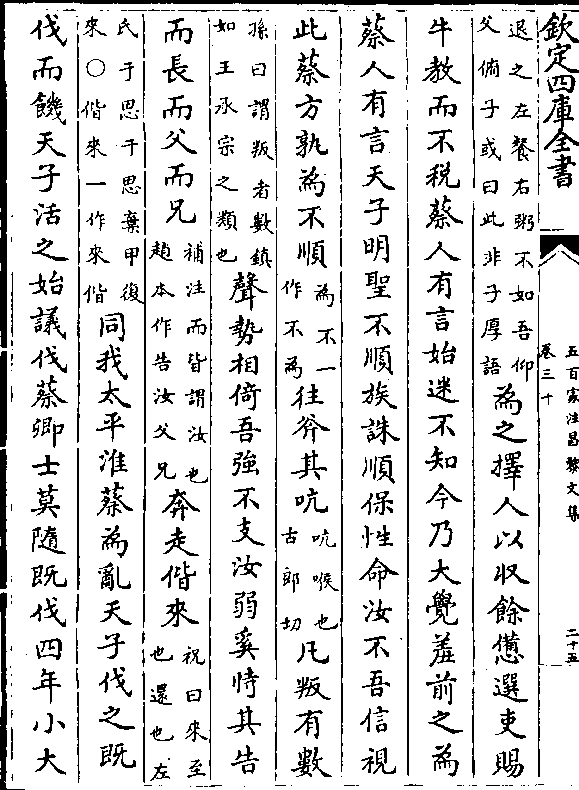 欽定四庫全書
五百家注昌黎文集
卷三十
二十五
退之左餐右粥不如吾仰
父俯子或曰此非子厚語
為之擇人以收餘憊選吏賜
牛教而不税蔡人有言始迷不知今乃大覺羞前之為
蔡人有言天子明聖不順族誅順保性命汝不吾信視
此蔡方孰為不順
為不一
作不為
往斧其吭
吭喉也
古郎切
凡叛有數
孫曰謂叛者數鎮
如王承宗之類也
聲勢相倚吾強不支汝弱奚恃其告
而長而父而兄
補注而皆謂汝也
趙本作告汝父兄
奔走偕來
祝曰來至
也還也左
氏于思于思棄甲復
來○偕來一作來偕
同我太平淮蔡為亂天子伐之既
伐而饑天子活之始議伐蔡卿士莫隨既伐四年小大